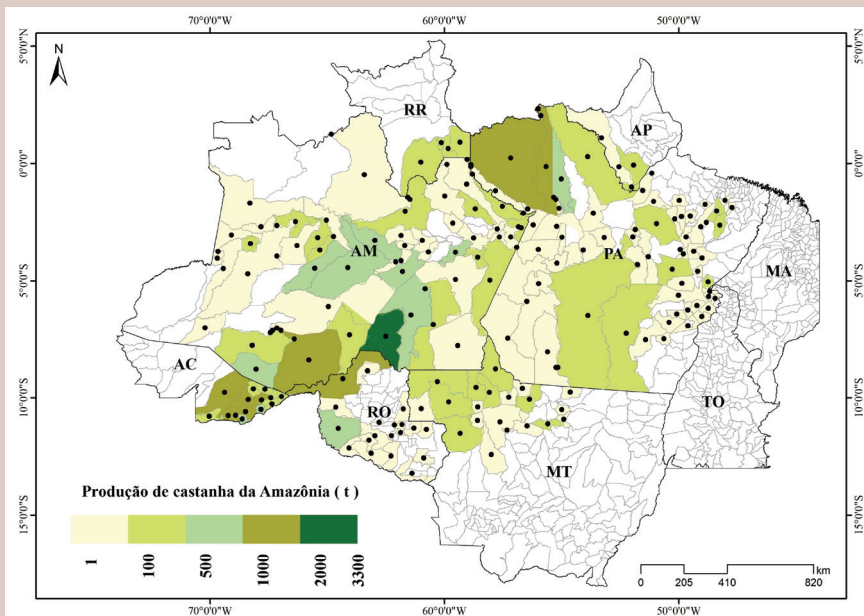 70°0'0"W 60°0'0"W 50°0'0"W
5°0'0"N 5°0'0"N
N
RR
AP
0°0'0" 0°0'0"
AM
PA
MA
5°0'0"S 5°0'0"S
AC
RO
TO
10°0'0"S 10°0'0"S
MT
Produção de castanha da Amazônia ( t )
1 100 500 1000 2000 3300
15°0'0"S 15°0'0"S
km
0 205 410 820
70°0'0"W 60°0'0"W 50°0'0"W